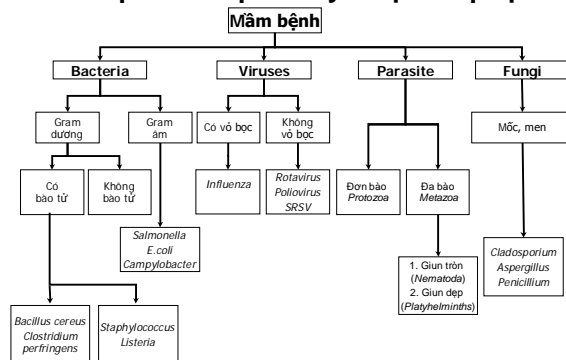 Mầm bệnh
Bacteria
Viruses
Parasite
Fungi
Gram
dương
Gram
âm
Có vỏ bọc
Không
vỏ bọc
Mốc, men
Có
bào tử
Không
bào tử
Influenza
Rotavirus
Poliovirus
SRSV
Đơn bào
Protozoa
Đa bào
Metazoa
Salmonella
E.coli
Campylobacter
1. Giun tròn
(Nematoda)
2. Giun dẹp
(Platyhelminths)
Cladosporium
Aspergillus
Penicillium
Bacillus cereus
Clostridium
perfringens
Staphylococcus
Listeria